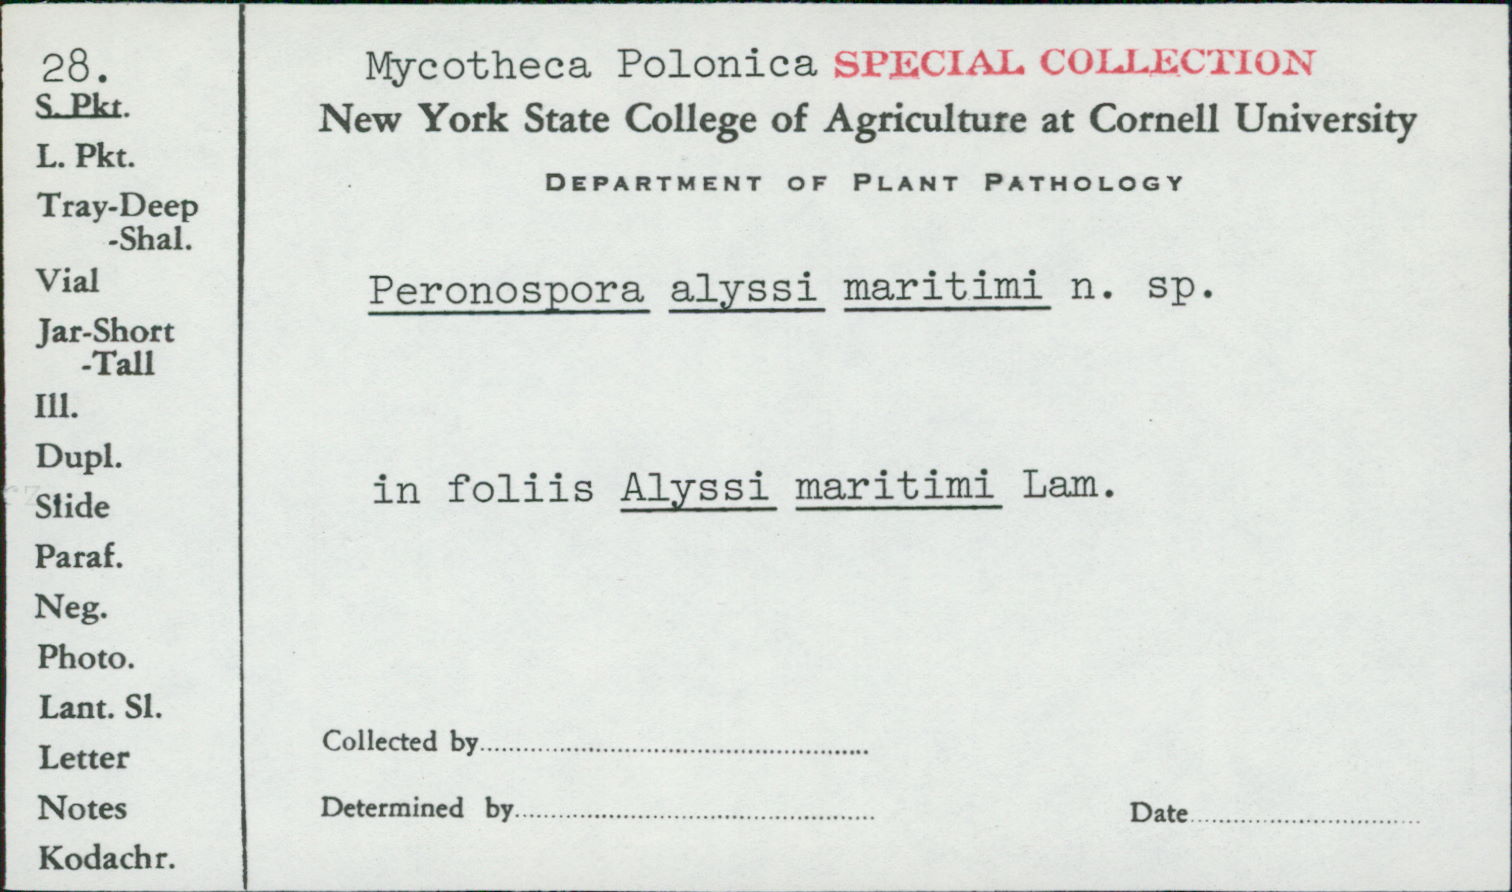 28.
S. Pkt.
L. Pkt.
Tray-Deep
-Shal.
Vial
Jar-Short
-Tall
Ill.
Dupl.
Slide
Paraf.
Neg.
Photo.
Lant. Sl.
Letter
Notes
Kodachr.
Mycotheca Polonica SPECIAL COLLECTION
New York State College of Agriculture at Cornell University
DEPARTMENT OF PLANT PATHOLOGY
Peronospora alyssi maritimi n. sp.
in foliis Alyssi maritimi Lam.
Collected by
Determined by
Date